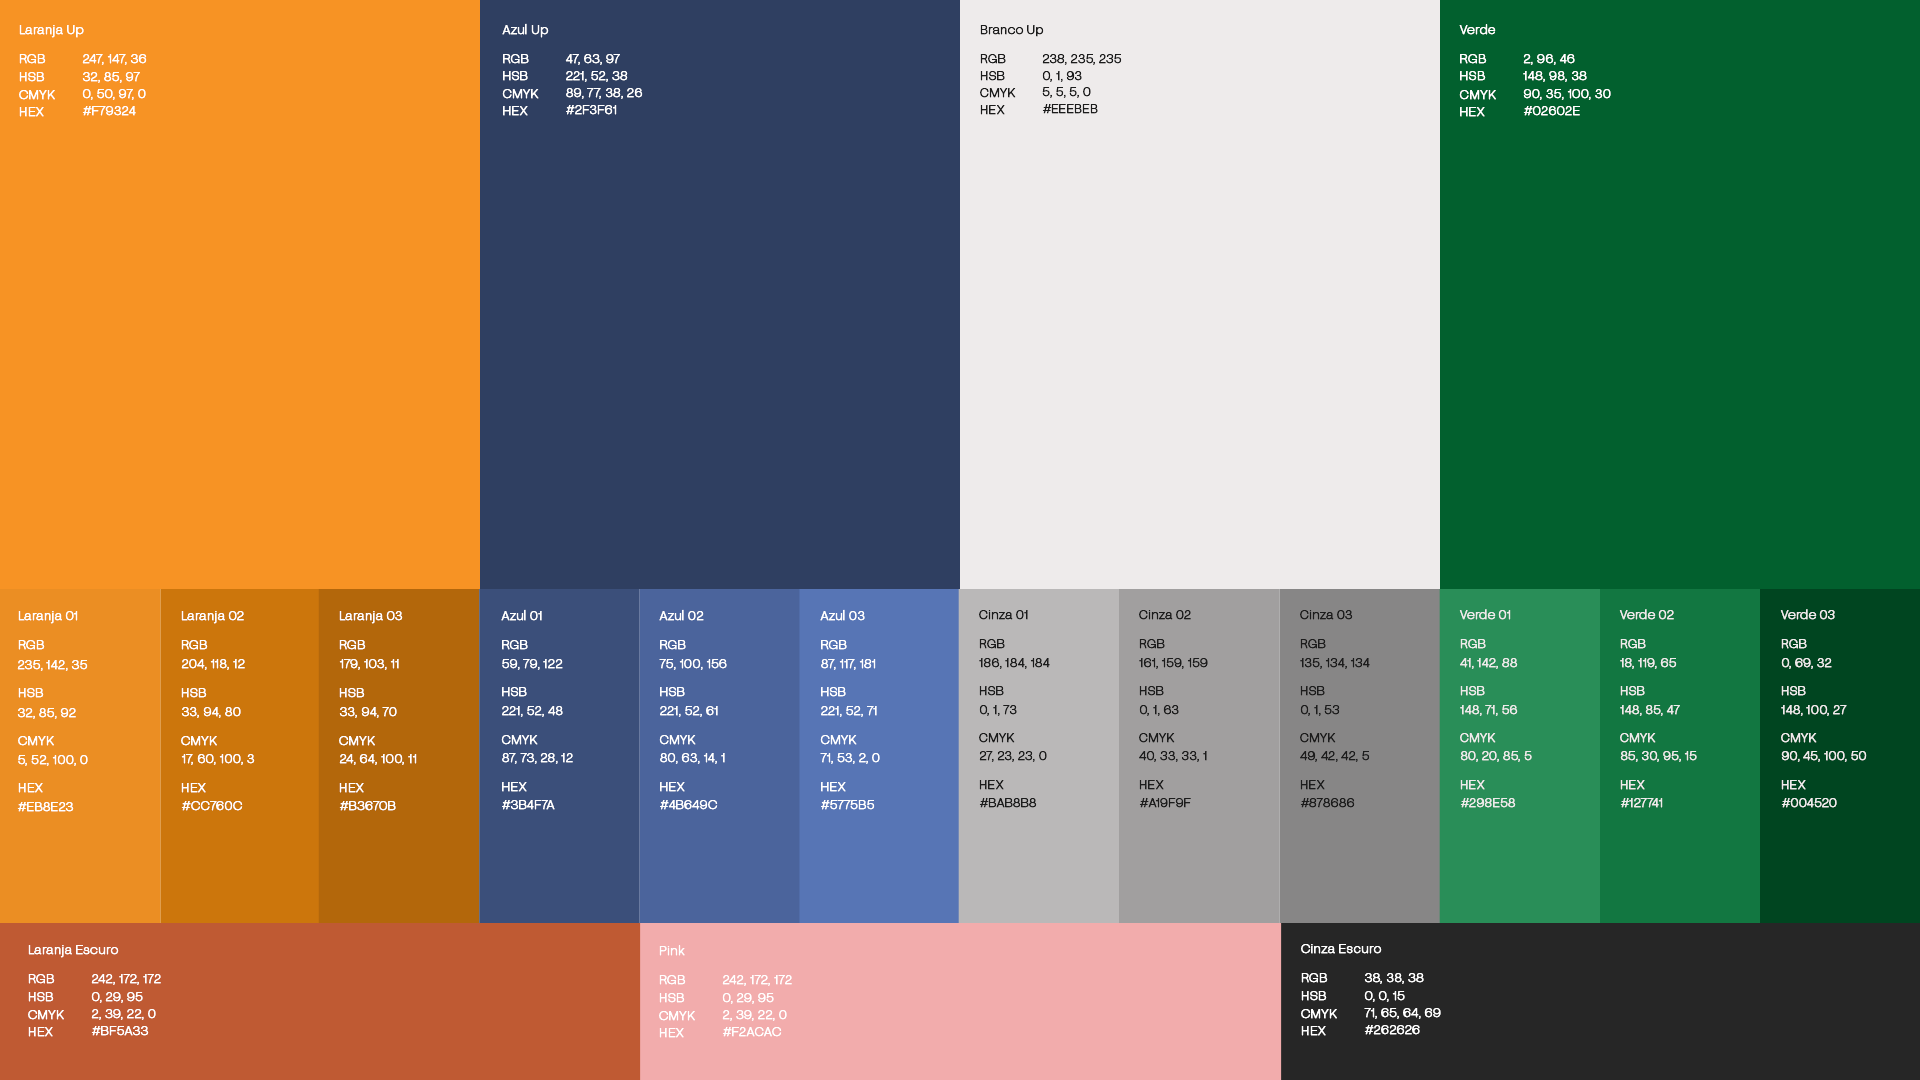 Laranja Up
RGB 247, 147, 36
HSB 32, 85, 97
CMYK 0, 50, 97, 0
HEX #F79324
Azul Up
RGB 47, 63, 97
HSB 221, 52, 38
CMYK 89, 77, 38, 26
HEX #2F3F61
Branco Up
RGB 238, 235, 235
HSB 0, 1, 93
CMYK 5, 5, 5, 0
HEX #EEEBEB
Verde
RGB 2, 96, 46
HSB 148, 98, 38
CMYK 90, 35, 100, 30
HEX #02602E
Laranja 01
RGB
235, 142, 35
HSB
32, 85, 92
CMYK
5, 52, 100, 0
HEX
#EB8E23
Laranja 02
RGB
204, 118, 12
HSB
33, 94, 80
CMYK
17, 60, 100, 3
HEX
#CC760C
Laranja 03
RGB
179, 103, 11
HSB
33, 94, 70
CMYK
24, 64, 100, 11
HEX
#B3670B
Azul 01
RGB
59, 79, 122
HSB
221, 52, 48
CMYK
87, 73, 28, 12
HEX
#3B4F7A
Azul 02
RGB
75, 100, 156
HSB
221, 52, 61
CMYK
80, 63, 14, 1
HEX
#4B649C
Azul 03
RGB
87, 117, 181
HSB
221, 52, 71
CMYK
71, 53, 2, 0
HEX
#5775B5
Cinza 01
RGB
186, 184, 184
HSB
0, 1, 73
CMYK
27, 23, 23, 0
HEX
#BAB8B8
Cinza 02
RGB
161, 159, 159
HSB
0, 1, 63
CMYK
40, 33, 33, 1
HEX
#A19F9F
Cinza 03
RGB
135, 134, 134
HSB
0, 1, 53
CMYK
49, 42, 42, 5
HEX
#878686
Verde 01
RGB
41, 142, 88
HSB
148, 71, 56
CMYK
80, 20, 85, 5
HEX
#298E58
Verde 02
RGB
18, 119, 65
HSB
148, 85, 47
CMYK
85, 30, 95, 15
HEX
#127741
Verde 03
RGB
0, 69, 32
HSB
148, 100, 27
CMYK
90, 45, 100, 50
HEX
#004520
Laranja Escuro
RGB 242, 172, 172
HSB 0, 29, 95
CMYK 2, 39, 22, 0
HEX #BF5A33
Pink
RGB 242, 172, 172
HSB 0, 29, 95
CMYK 2, 39, 22, 0
HEX #F2ACAC
Cinza Escuro
RGB 38, 38, 38
HSB 0, 0, 15
CMYK 71, 65, 64, 69
HEX #262626